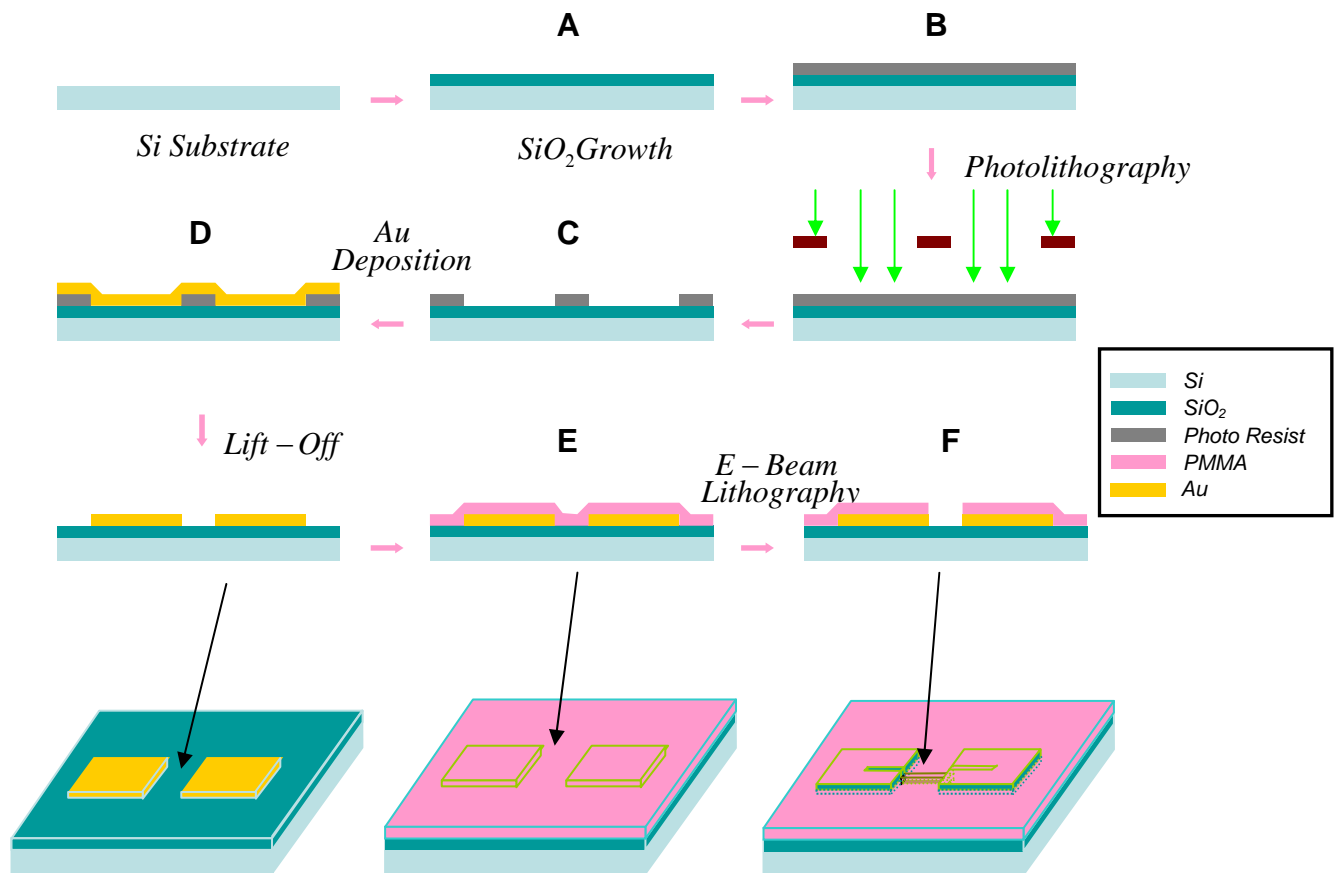 A
B
Si Substrate
SiO₂Growth
Photolithography
D
Au
Deposition
C
Si
SiO₂
Photo Resist
PMMA
Au
Lift – Off
E
E – Beam
Lithography
F